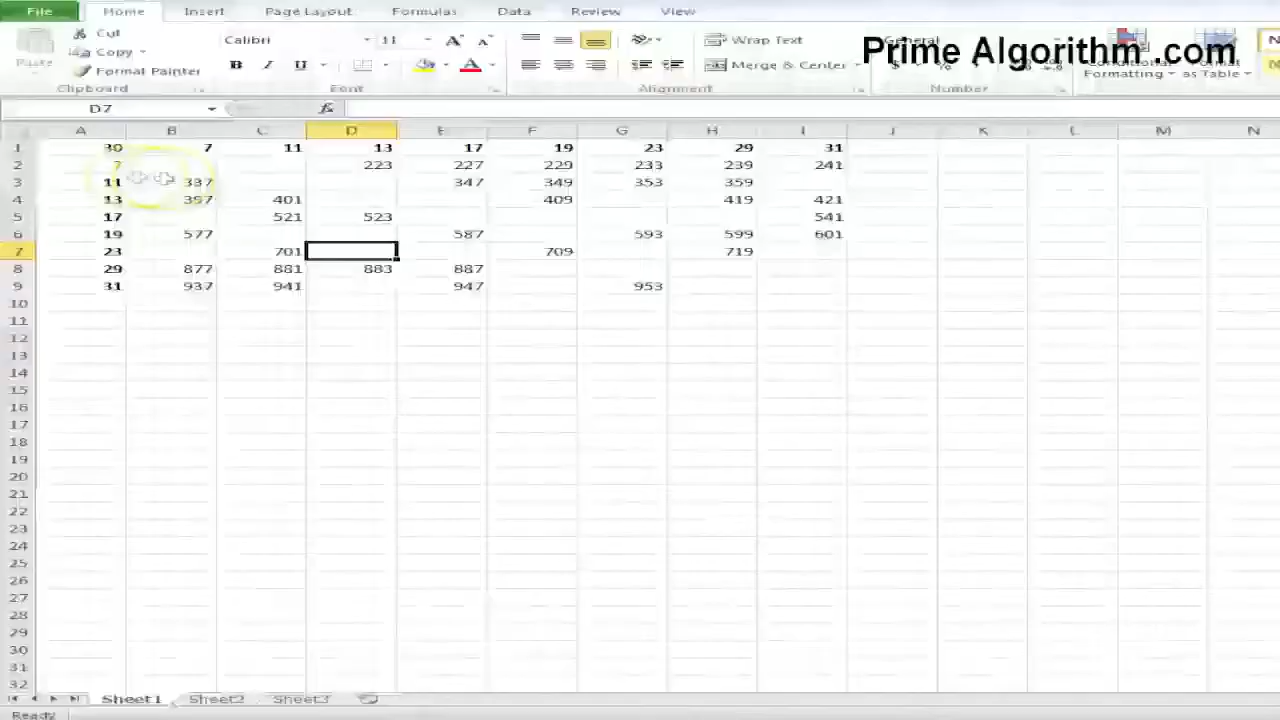 File Home Insert Page Layout Formulas Data Review View
Prime Algorithm .com
Cut Calibri 11 A A Wrap Text General
Copy
Paste Format Painter B I U A Merge & Center $ % Conditional Formatting Format as Table
Clipboard Font Alignment Number
D7 fx
A B C D E F G H I J K L M N
1 30 7 11 13 17 19 23 29 31
2 7 223 227 229 233 239 241
3 11 337 347 349 353 359
4 13 397 401 409 419 421
5 17 521 523 541
6 19 577 587 593 599 601
7 23 701 709 719
8 29 877 881 883 887
9 31 937 941 947 953
10
11
12
13
14
15
16
17
18
19
20
21
22
23
24
25
26
27
28
29
30
31
32
Sheet1 Sheet2 Sheet3
Ready